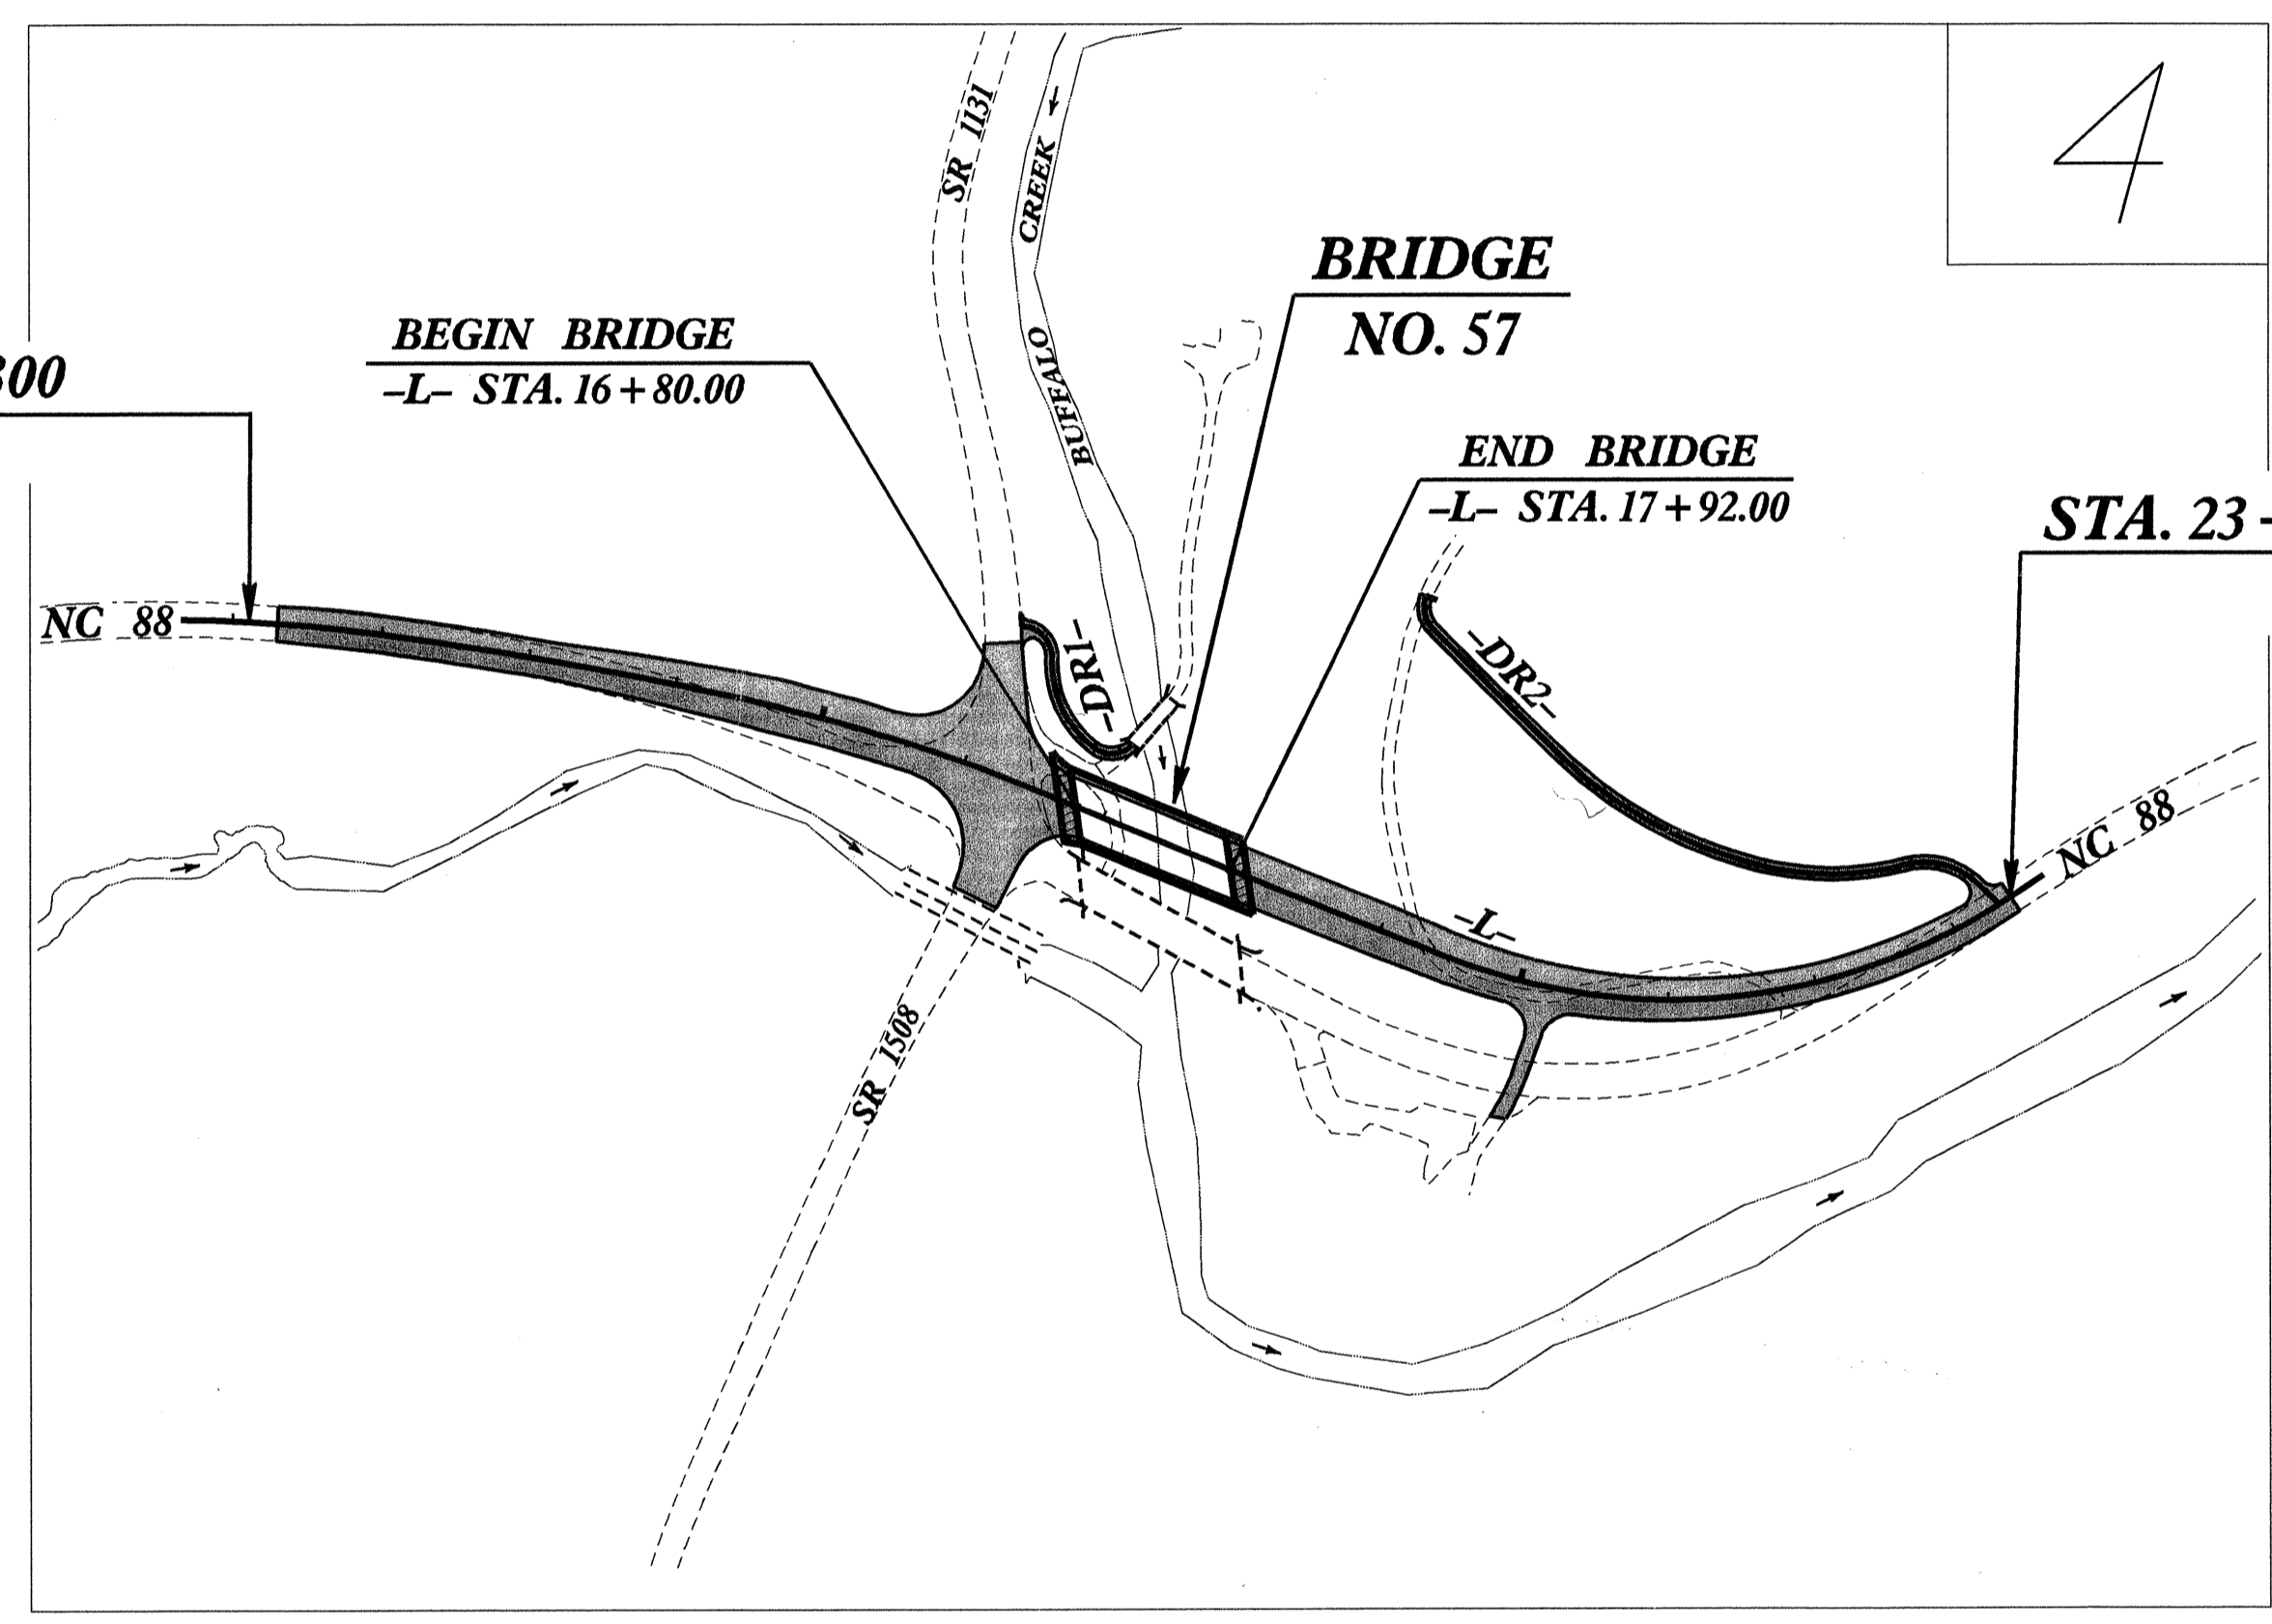 4
SR 1131
CREEK
BUFFALO
BRIDGE
NO. 57
BEGIN BRIDGE
-L- STA. 16+80.00
300
END BRIDGE
-L- STA. 17+92.00
STA. 23
NC 88
-DR1-
-DR2-
NC 88
-L-
SR 1508